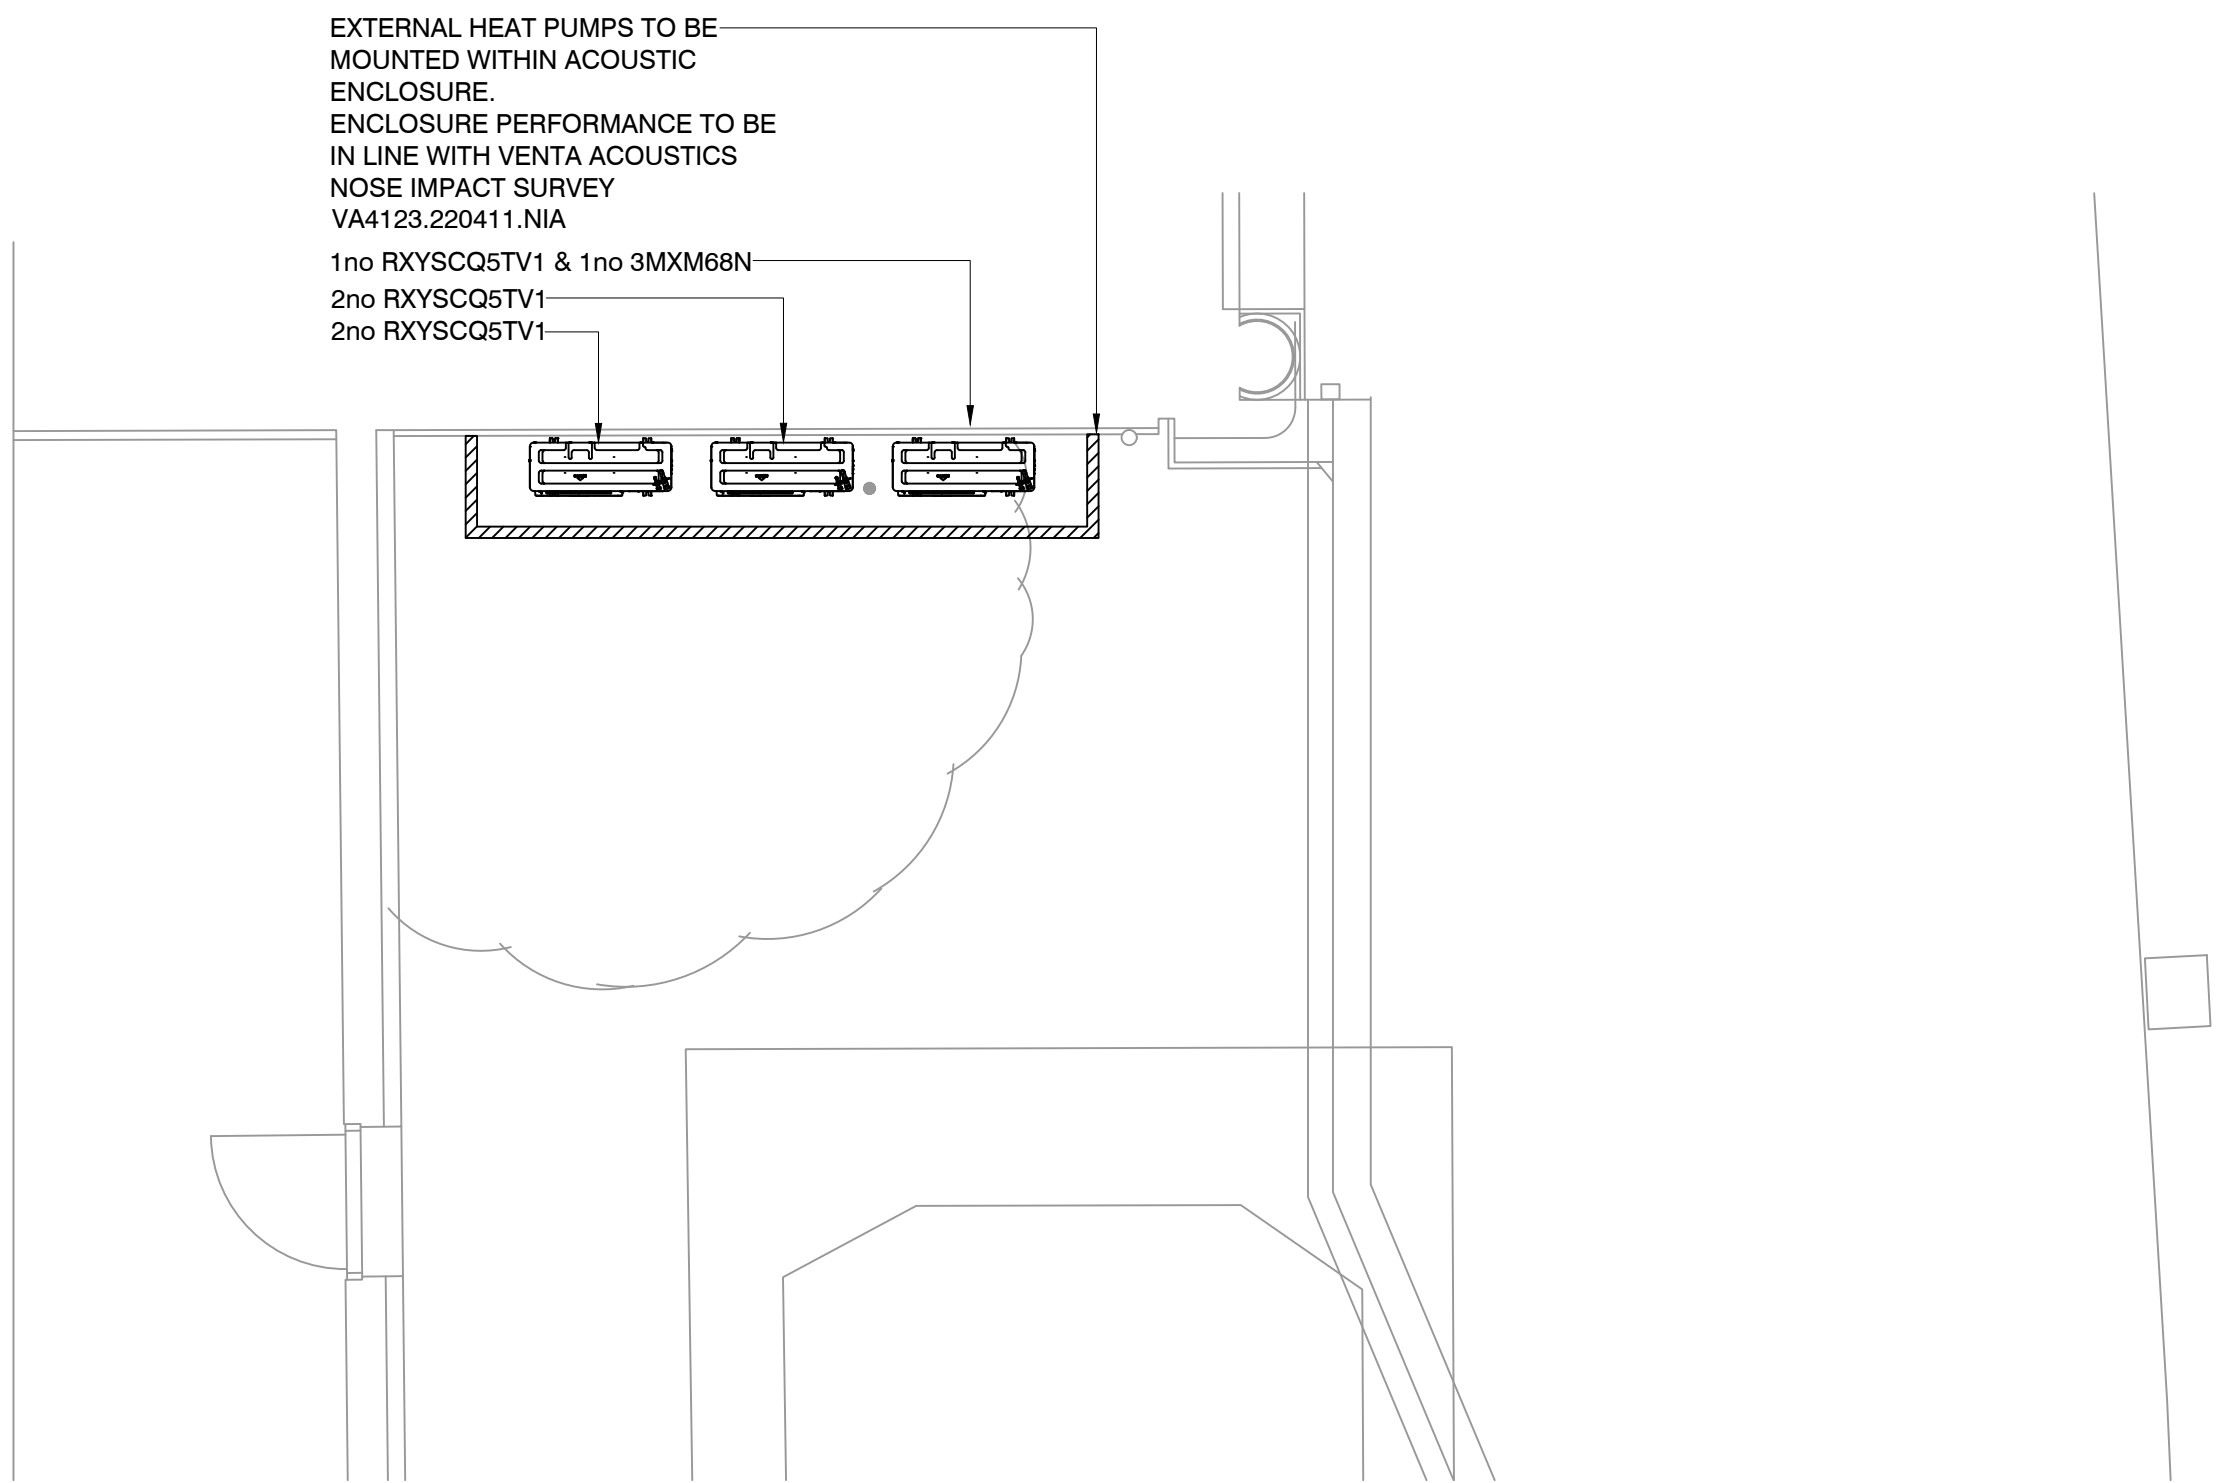 EXTERNAL HEAT PUMPS TO BE
MOUNTED WITHIN ACOUSTIC
ENCLOSURE.
ENCLOSURE PERFORMANCE TO BE
IN LINE WITH VENTA ACOUSTICS
NOSE IMPACT SURVEY
VA4123.220411.NIA
1no RXYSCQ5TV1 & 1no 3MXM68N
2no RXYSCQ5TV1
2no RXYSCQ5TV1